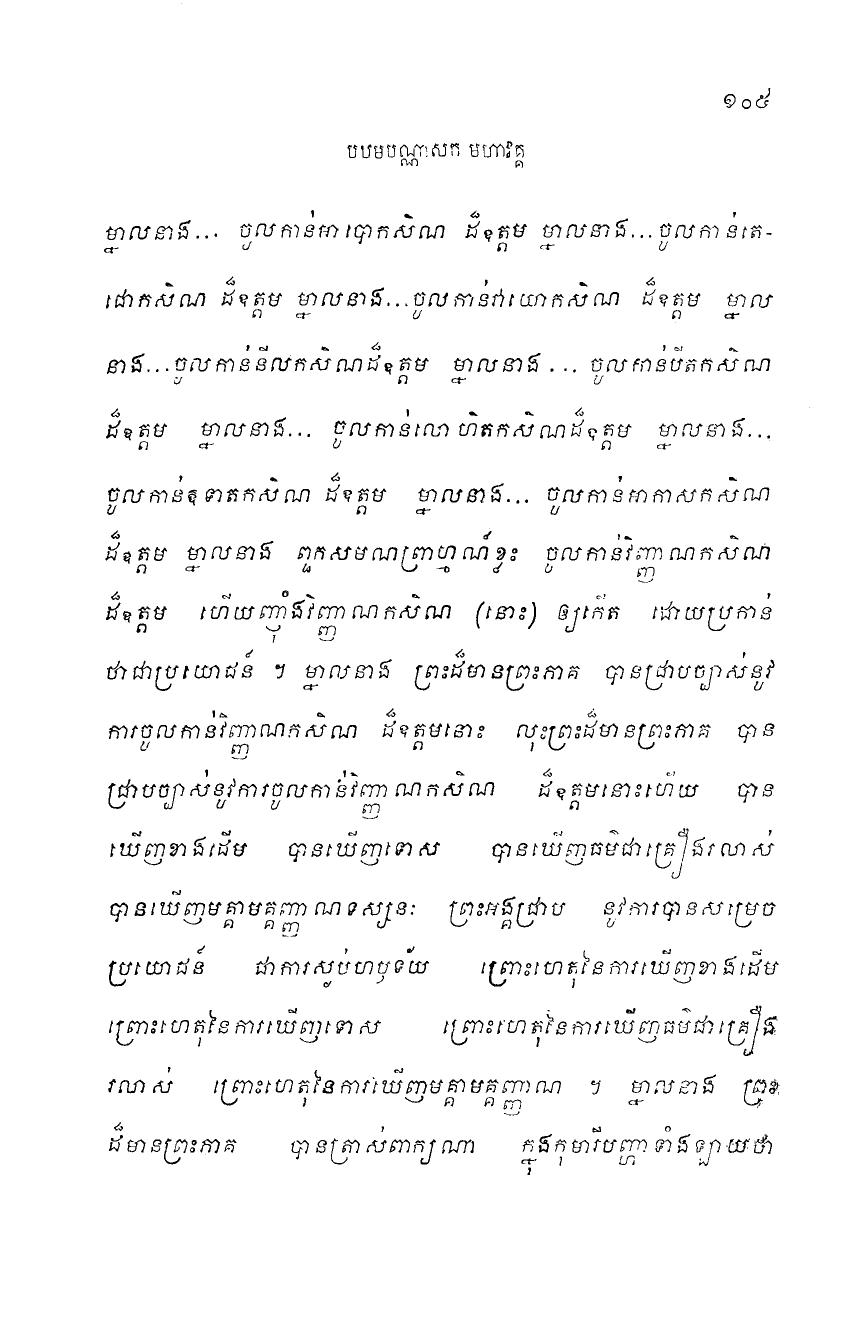 ១០៥
បឋមបណ្ណាសក មហាវគ្គ
ម្នាលនាង... ចូលកាន់អាបោកសិណ ដ៏ឧត្តម ម្នាលនាង...ចូលកាន់តេ-
ជោកសិណ ដ៏ឧត្តម ម្នាលនាង...ចូលកាន់វាយោកសិណ ដ៏ឧត្តម ម្នាល
នាង...ចូលកាន់នីលកសិណដ៏ឧត្តម ម្នាលនាង ... ចូលកាន់បីតកសិណ
ដ៏ឧត្តម ម្នាលនាង... ចូលកាន់លោហិតកសិណដ៏ឧត្តម ម្នាលនាង...
ចូលកាន់ឱទាតកសិណ ដ៏ឧត្តម ម្នាលនាង... ចូលកាន់អាកាសកសិណ
ដ៏ឧត្តម ម្នាលនាង ពួកសមណព្រាហ្មណ៍ខ្លះ ចូលកាន់វិញ្ញាណកសិណ
ដ៏ឧត្តម ហើយញុំាងវិញ្ញាណកសិណ (នោះ) ឲ្យកើត ដោយប្រកាន់
ថាជាប្រយោជន៍ ។ ម្នាលនាង ព្រះដ៏មានព្រះភាគ បានជ្រាបច្បាស់នូវ
ការចូលកាន់វិញ្ញាណកសិណ ដ៏ឧត្តមនោះ លុះព្រះដ៏មានព្រះភាគ បាន
ជ្រាបច្បាស់នូវការចូលកាន់វិញ្ញាណកសិណ ដ៏ឧត្តមនោះហើយ បាន
ឃើញខាងដើម បានឃើញទោស បានឃើញធម៌ជាគ្រឿងរលាស់
បានឃើញមគ្គាមគ្គញ្ញាណទស្សនៈ ព្រះអង្គជ្រាប នូវការបានសម្រេច
ប្រយោជន៍ ជាការស្ងប់ហឫទ័យ ព្រោះហេតុនៃការឃើញខាងដើម
ព្រោះហេតុនៃការឃើញទោស ព្រោះហេតុនៃការឃើញធម៌ជាគ្រឿង
រលាស់ ព្រោះហេតុនៃការឃើញមគ្គាមគ្គញ្ញាណ ។ ម្នាលនាង ព្រះ
ដ៏មានព្រះភាគ បានត្រាស់ពាក្យណា ក្នុងកុមារីបញ្ហាទាំងឡាយថា